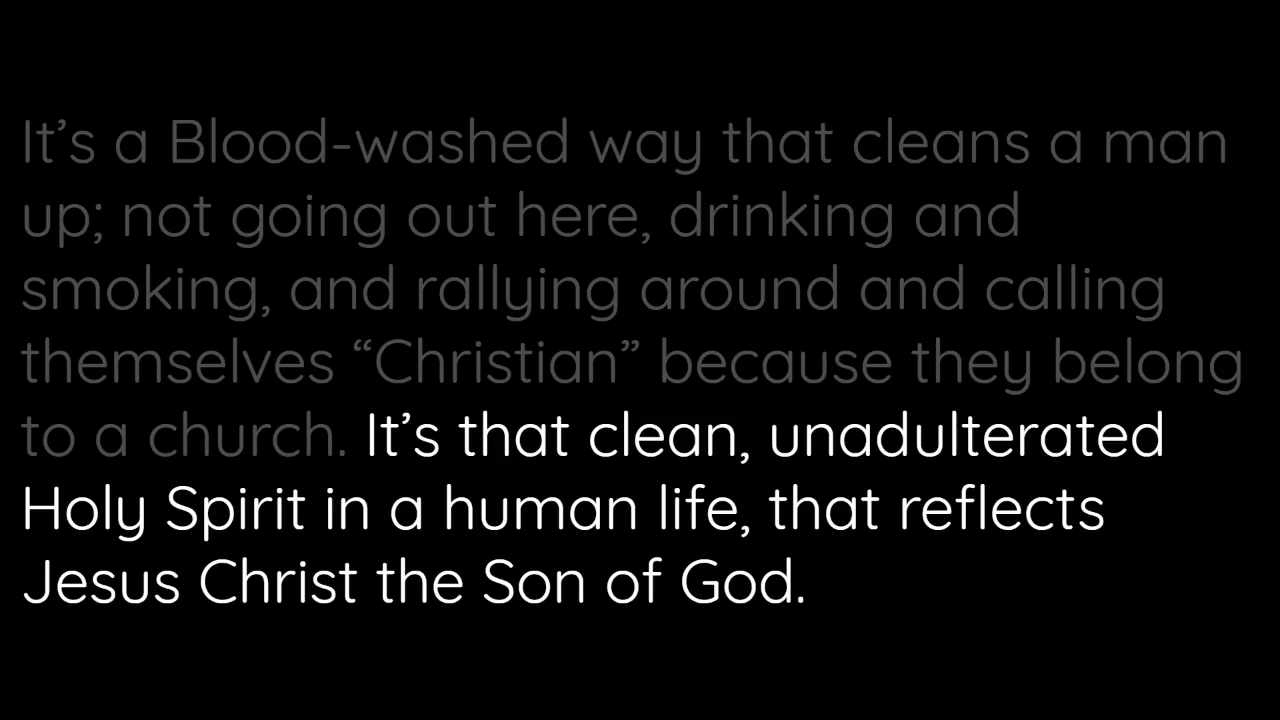 It’s a Blood-washed way that cleans a man
up; not going out here, drinking and
smoking, and rallying around and calling
themselves “Christian” because they belong
to a church. It’s that clean, unadulterated
Holy Spirit in a human life, that reflects
Jesus Christ the Son of God.